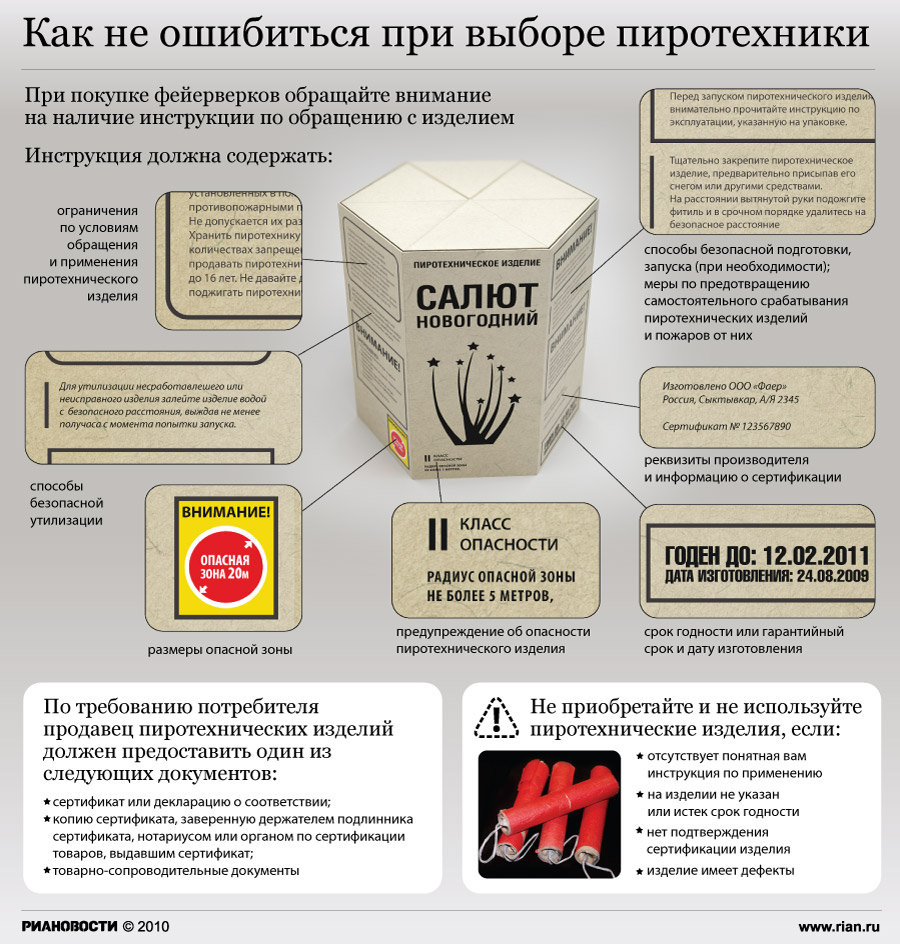 Как не ошибиться при выборе пиротехники
При покупке фейерверков обращайте внимание
на наличие инструкции по обращению с изделием
Инструкция должна содержать:
ограничения
по условиям
обращения
и применения
пиротехнического
изделия
установленных в
противопожарными
Не допускается их
Хранить пиротехнику
количествах
продавать
до 16 лет. Не давайте
поджигать
Перед запуском пиротехнического
внимательно прочитайте инструкцию по
эксплуатации, указанную на упаковке.
Тщательно закрепите пиротехническое
изделие, предварительно присыпав его
снегом или другими средствами.
На расстоянии вытянутой руки подожгите
фитиль и в срочном порядке удалитесь на
безопасное расстояние
способы безопасной подготовки,
запуска (при необходимости);
меры по предотвращению
самостоятельного срабатывания
пиротехнических изделий
и пожаров от них
ПИРОТЕХНИЧЕСКОЕ ИЗДЕЛИЕ
САЛЮТ
НОВОГОДНИЙ
ВНИМАНИЕ!
ВНИМАНИЕ!
ВНИМАНИЕ!
II КЛАСС
ОПАСНОСТИ
Для утилизации несработавлешего или
неисправного изделия залейте изделие водой
с безопасного расстояния, выждав не менее
получаса с момента попытки запуска.
способы
безопасной
утилизации
Изготовлено ООО «Фаер»
Россия, Сыктывкар, А/Я 2345
Сертификат № 123567890
реквизиты производителя
и информацию о сертификации
ВНИМАНИЕ!
ОПАСНАЯ
ЗОНА 20м
размеры опасной зоны
II КЛАСС
ОПАСНОСТИ
РАДИУС ОПАСНОЙ ЗОНЫ
НЕ БОЛЕЕ 5 МЕТРОВ,
предупреждение об опасности
пиротехнического изделия
ГОДЕН ДО: 12.02.2011
ДАТА ИЗГОТОВЛЕНИЯ: 24.08.2009
срок годности или гарантийный
срок и дату изготовления
По требованию потребителя
продавец пиротехнических изделий
должен предоставить один из
следующих документов:
★ сертификат или декларацию о соответствии;
★ копию сертификата, заверенную держателем подлинника
сертификата, нотариусом или органом по сертификации
товаров, выдавшим сертификат;
★ товарно-сопроводительные документы
Не приобретайте и не используйте
пиротехнические изделия, если:
★ отсутствует понятная вам
инструкция по применению
★ на изделии не указан
или истек срок годности
★ нет подтверждения
сертификации изделия
★ изделие имеет дефекты
РИАНОВОСТИ © 2010
www.rian.ru